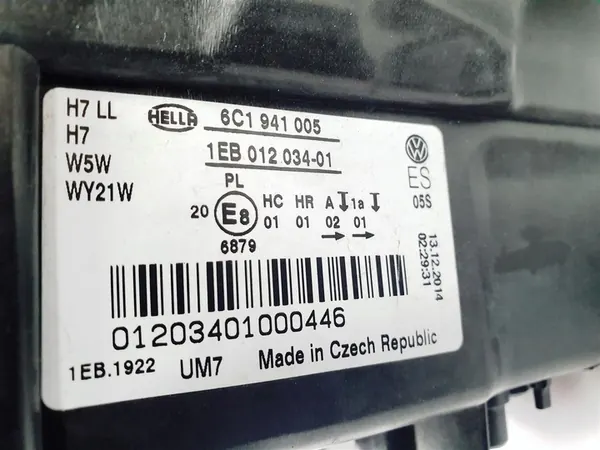 H7 LL
H7
W5W
WY21W
HELLA 6C1 941 005
1EB 012 034-01
PL
20 E8 HC HR A 1a
01 01 02 01
6879
VW
ES
05S
13.12.2014
02:29:31
01203401000446
1EB.1922 UM7 Made in Czech Republic